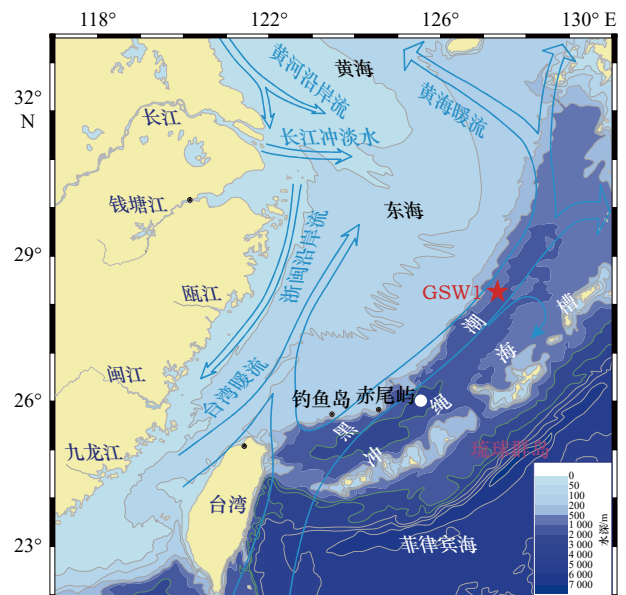 118°
122°
126°
130° E
32°
N
29°
26°
23°
黄河沿岸流
黄海
黄海暖流
长江
长江冲淡水
钱塘江
东海
浙闽沿岸流
瓯江
GSW1
潮
槽
海
台湾暖流
闽江
钓鱼岛
赤尾屿
绳
黑
冲
九龙江
琉球群岛
台湾
菲律宾海
0
50
100
200
500
1 000
2 000
3 000
4 000
5 000
6 000
7 000
水深/m